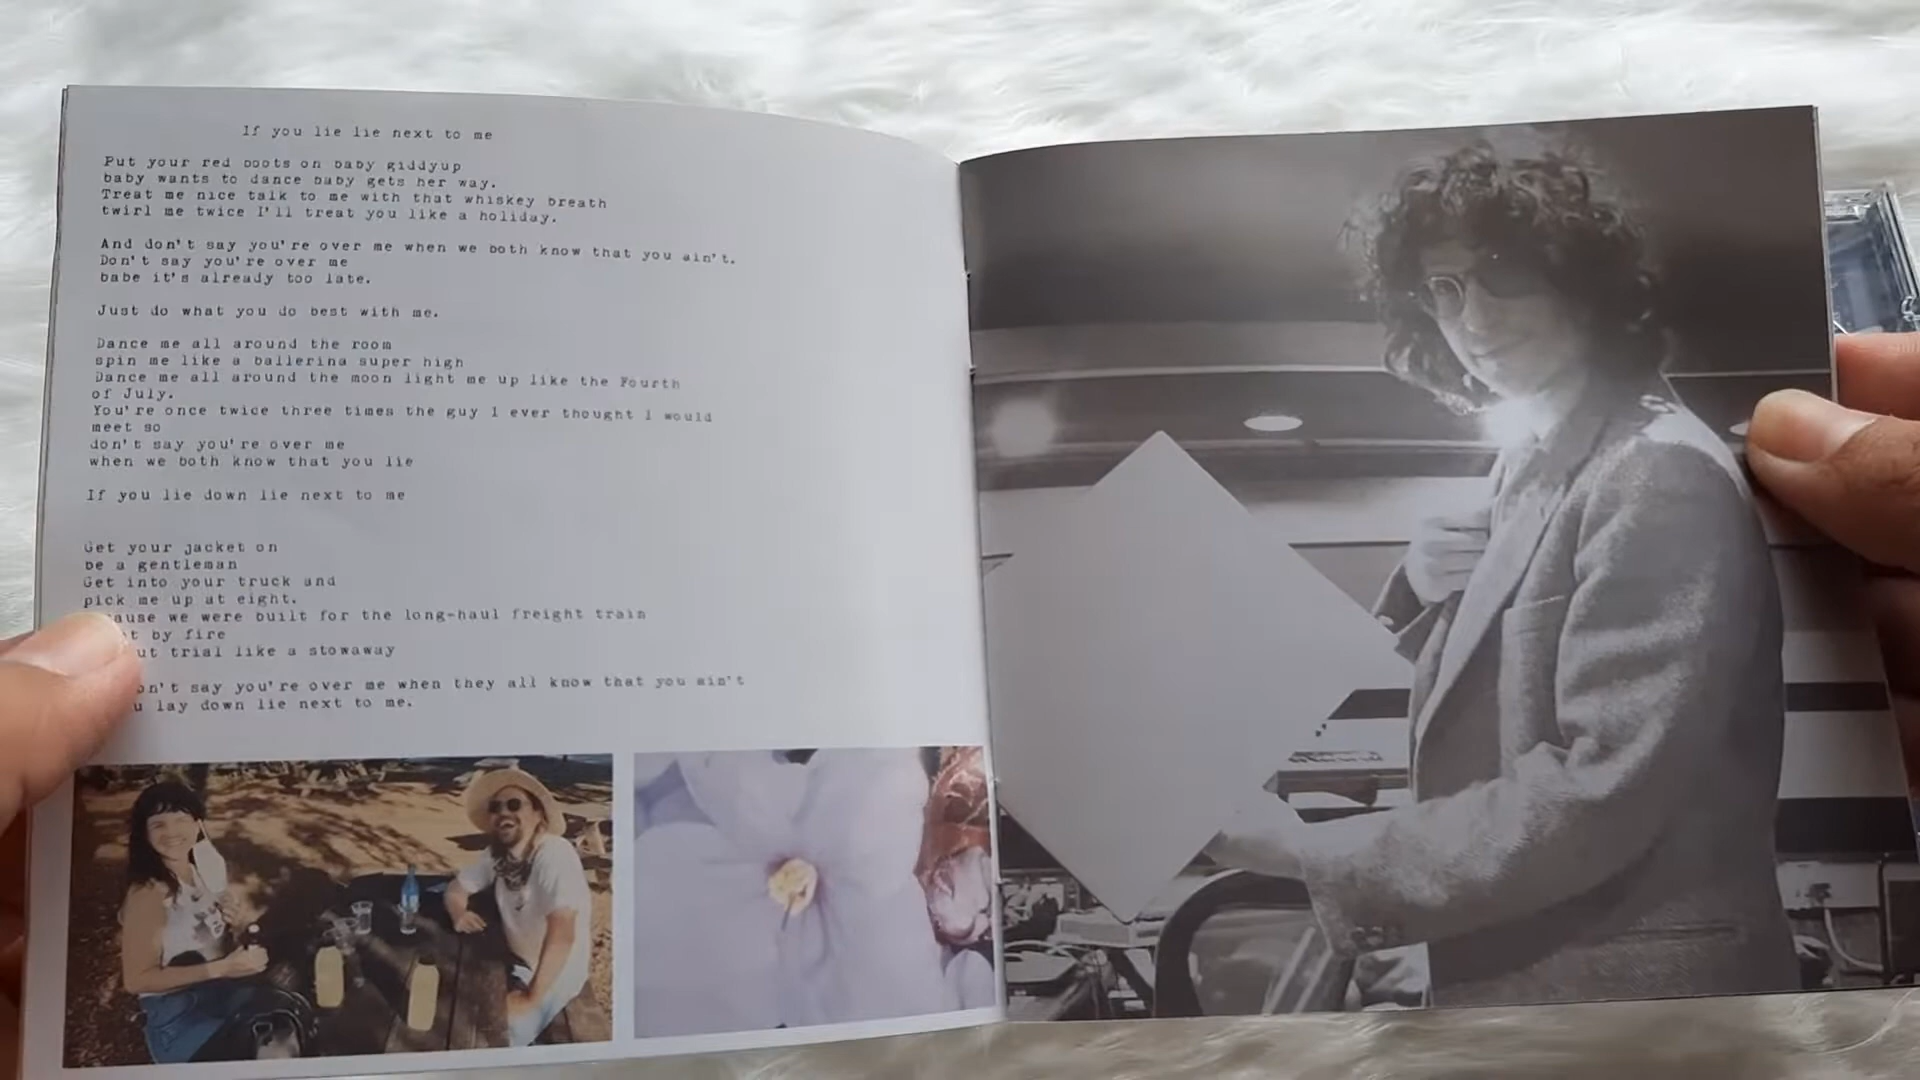 If you lie lie next to me
Put your red boots on baby giddyup
baby wants to dance baby gets her way.
Treat me nice talk to me with that whiskey breath
twirl me twice I'll treat you like a holiday.
And don't say you're over me when we both know that you ain't.
Don't say you're over me
babe it's already too late.
Just do what you do best with me.
Dance me all around the room
spin me like a ballerina super high
Dance me all around the moon light me up like the Fourth
of July.
You're once twice three times the guy I ever thought I would
meet so
don't say you're over me
when we both know that you lie
If you lie down lie next to me
Get your jacket on
be a gentleman
Get into your truck and
pick me up at eight.
we were built for the long-haul freight train
by fire
trial like a stowaway
say you're over me when they all know that you ain't
lay down lie next to me.